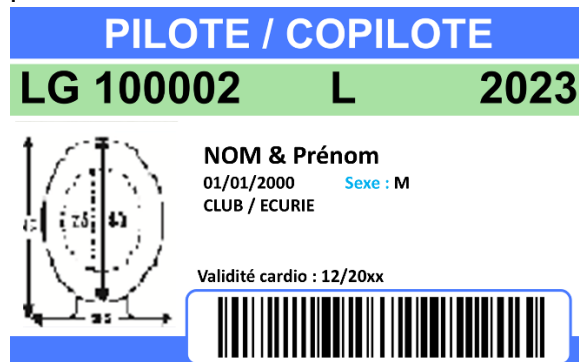 PILOTE / COPILOTE
LG 100002 L 2023
NOM & Prénom
01/01/2000 Sexe : M
CLUB / ECURIE
Validité cardio : 12/20xx